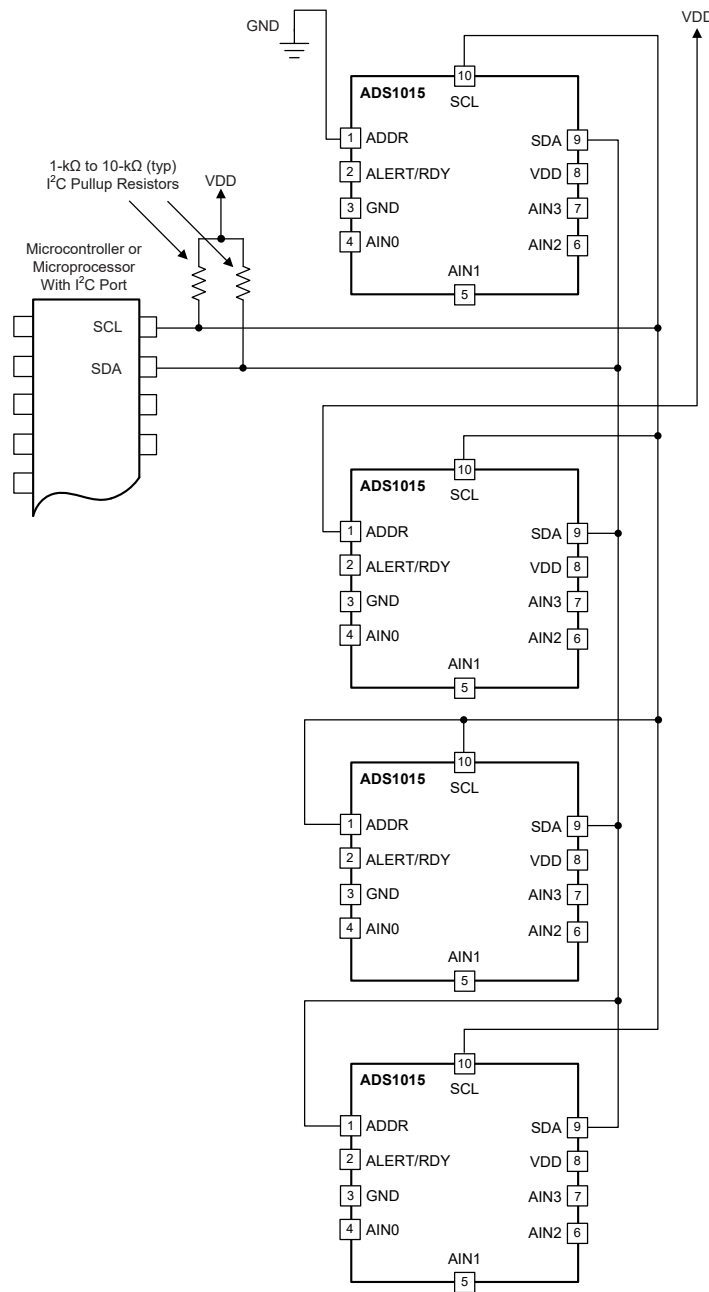 GND
VDD
10
ADS1015
SCL
1 ADDR
SDA 9
2 ALERT/RDY
VDD 8
3 GND
AIN3 7
4 AIN0
AIN2 6
AIN1
5
1-kΩ to 10-kΩ (typ)
I²C Pullup Resistors
VDD
Microcontroller or
Microprocessor
With I²C Port
SCL
SDA
10
ADS1015
SCL
1 ADDR
SDA 9
2 ALERT/RDY
VDD 8
3 GND
AIN3 7
4 AIN0
AIN2 6
AIN1
5
10
ADS1015
SCL
1 ADDR
SDA 9
2 ALERT/RDY
VDD 8
3 GND
AIN3 7
4 AIN0
AIN2 6
AIN1
5
10
ADS1015
SCL
1 ADDR
SDA 9
2 ALERT/RDY
VDD 8
3 GND
AIN3 7
4 AIN0
AIN2 6
AIN1
5